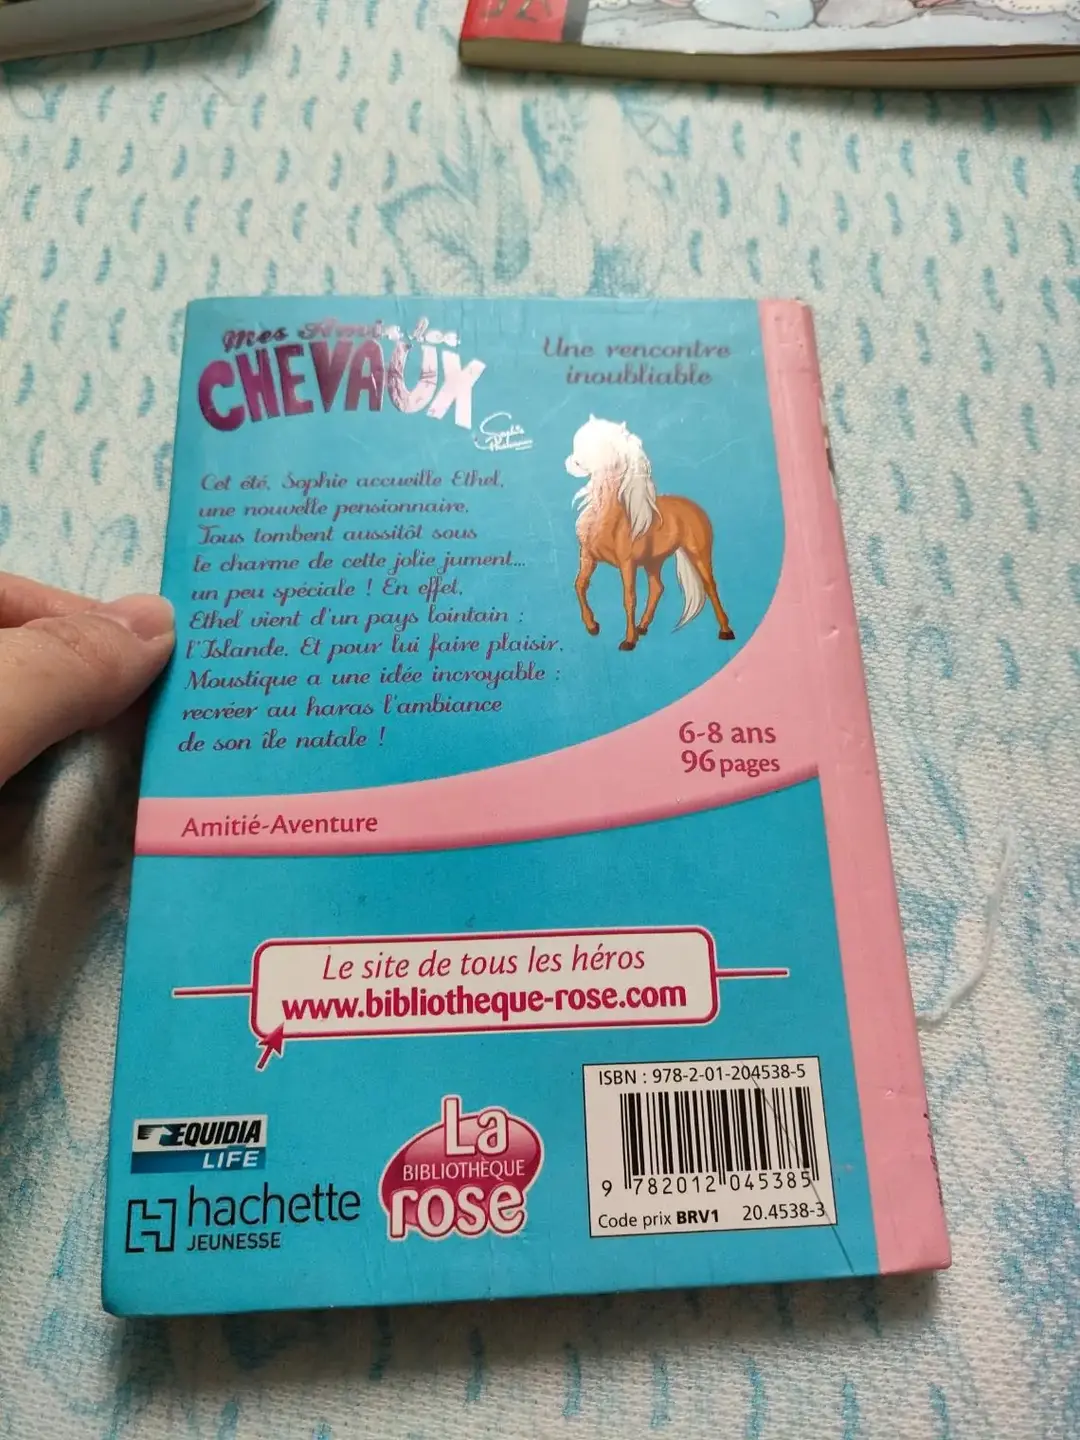 Mes Amis les
CHEVAUX
Sophie
Une rencontre
inoubliable
Cet été, Sophie accueille Ethel,
une nouvelle pensionnaire.
Tous tombent aussitôt sous
le charme de cette jolie jument...
un peu spéciale ! En effet,
Ethel vient d'un pays lointain :
l'Islande. Et pour lui faire plaisir,
Moustique a une idée incroyable :
recréer au haras l'ambiance
de son île natale !
6-8 ans
96 pages
Amitié-Aventure
Le site de tous les héros
www.bibliotheque-rose.com
EQUIDIA
LIFE
hachette
JEUNESSE
La
BIBLIOTHÈQUE
rose
ISBN : 978-2-01-204538-5
9 782012 045385
Code prix BRV1 20.4538-3